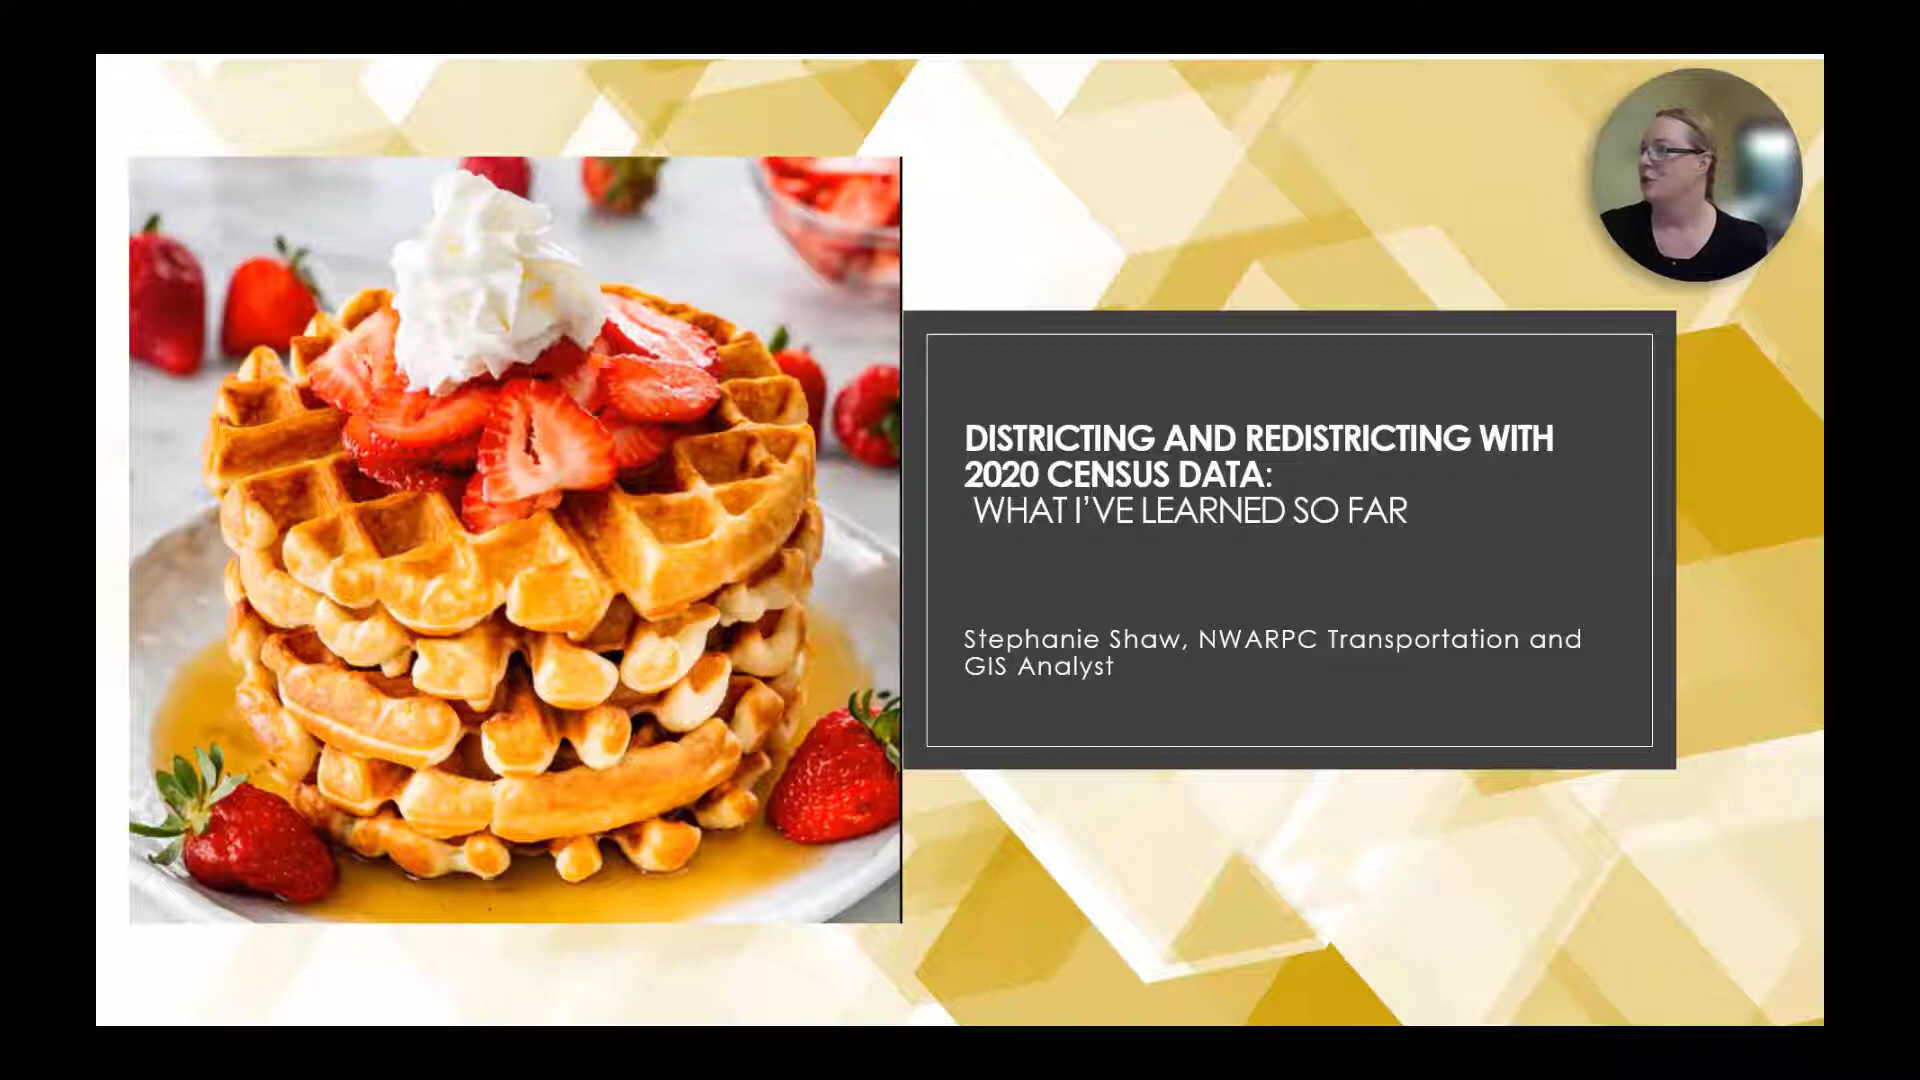 DISTRICTING AND REDISTRICTING WITH
2020 CENSUS DATA:
WHAT I'VE LEARNED SO FAR
Stephanie Shaw, NWARPC Transportation and
GIS Analyst